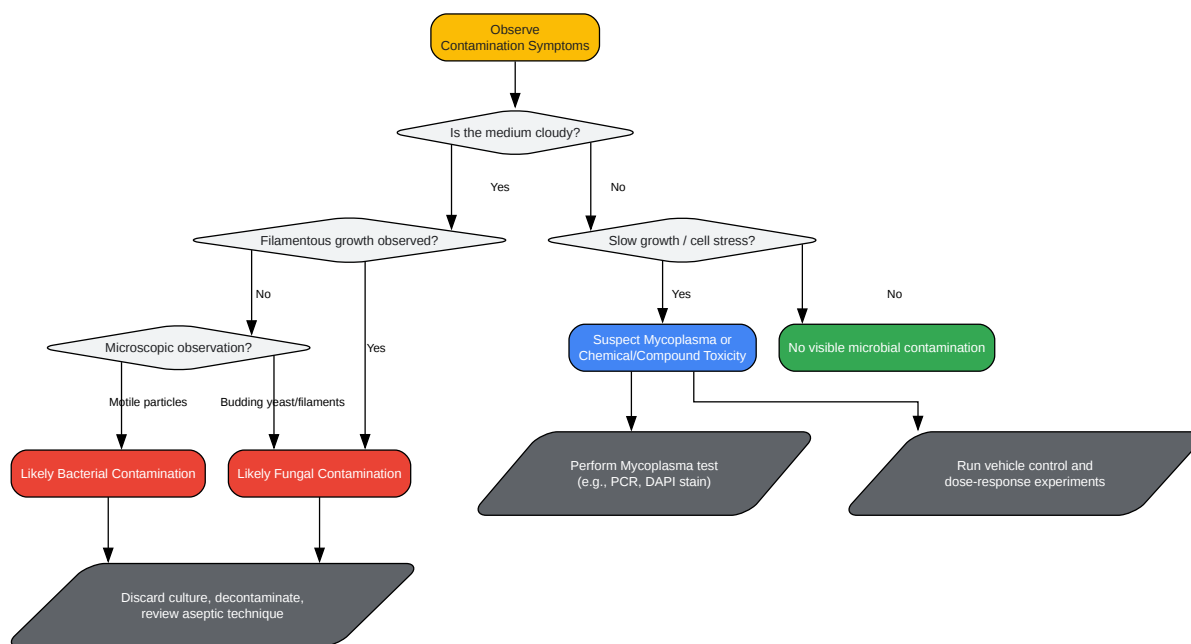 Observe
Contamination Symptoms
Is the medium cloudy?
Yes
No
Filamentous growth observed?
Slow growth / cell stress?
No
Yes
No
Microscopic observation?
Yes
Suspect Mycoplasma or
Chemical/Compound Toxicity
No visible microbial contamination
Motile particles
Budding yeast/filaments
Likely Bacterial Contamination
Likely Fungal Contamination
Perform Mycoplasma test
(e.g., PCR, DAPI stain)
Run vehicle control and
dose-response experiments
Discard culture, decontaminate,
review aseptic technique